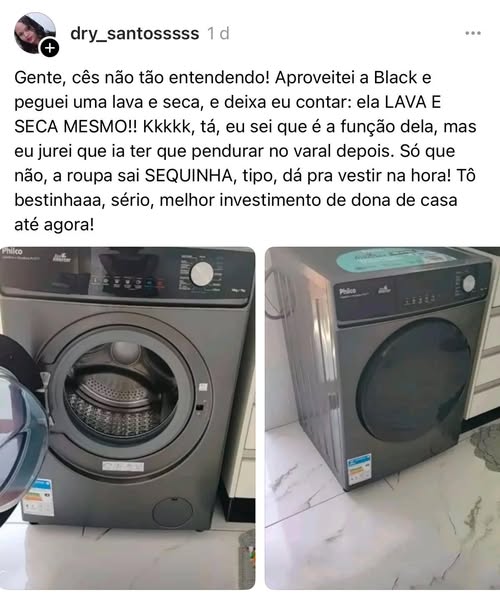 dry_santosssss 1 d
Gente, cês não tão entendendo! Aproveitei a Black e
peguei uma lava e seca, e deixa eu contar: ela LAVA E
SECA MESMO!! Kkkkk, tá, eu sei que é a função dela, mas
eu jurei que ia ter que pendurar no varal depois. Só que
não, a roupa sai SEQUINHA, tipo, dá pra vestir na hora! Tô
bestinhaaa, sério, melhor investimento de dona de casa
até agora!
Philco
Philco